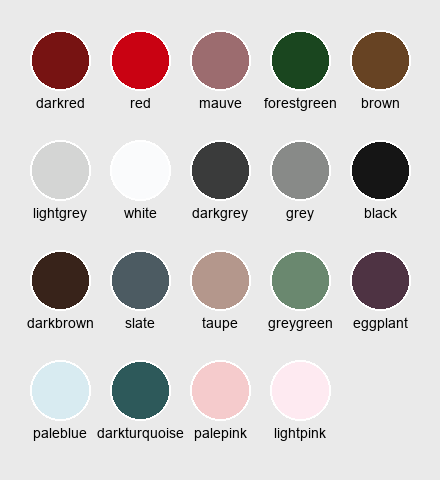 darkred red mauve forestgreen brown
lightgrey white darkgrey grey black
darkbrown slate taupe greygreen eggplant
paleblue darkturquoise palepink lightpink